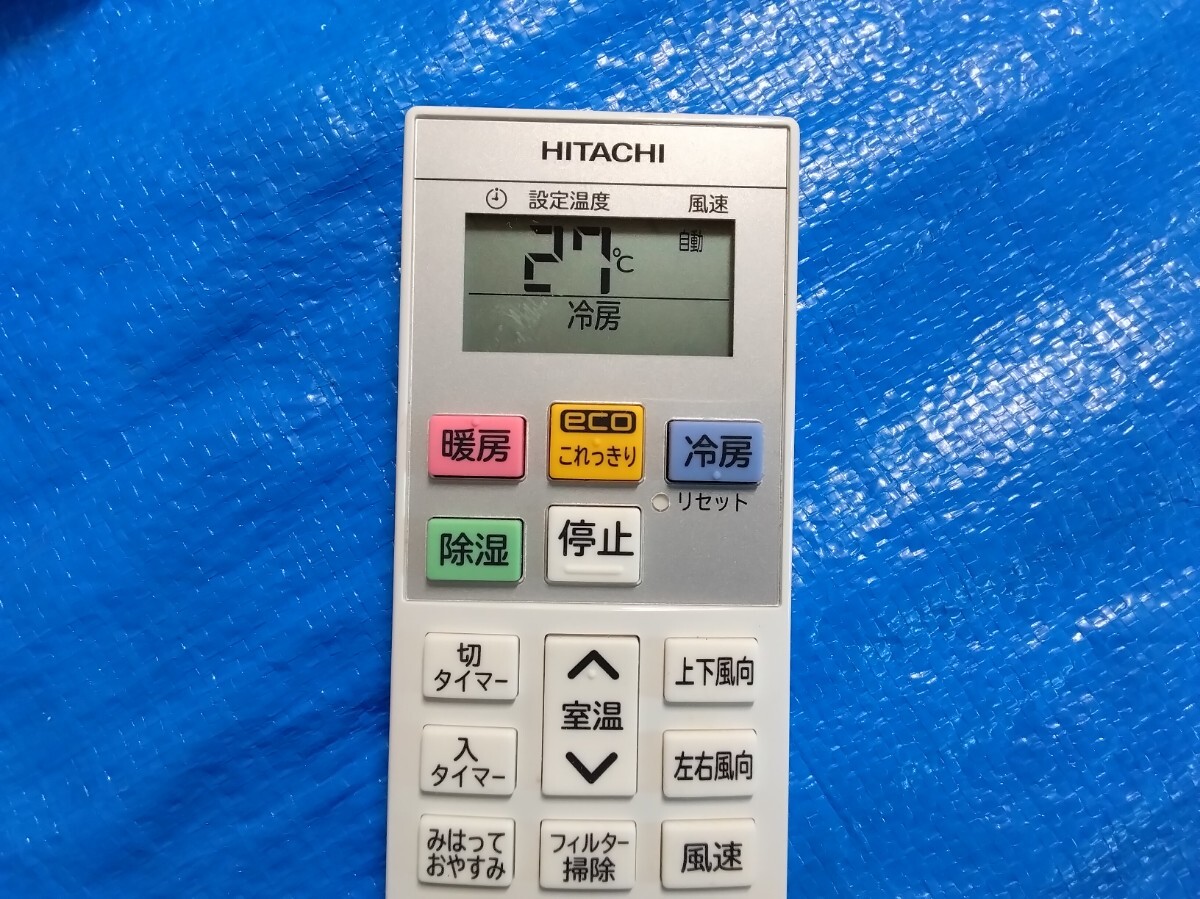 HITACHI
設定温度 風速
自動
27℃
冷房
暖房
eco
これっきり
冷房
リセット
除湿
停止
切
タイマー
室温
上下風向
入
タイマー
左右風向
みはって
おやすみ
フィルター
掃除
風速